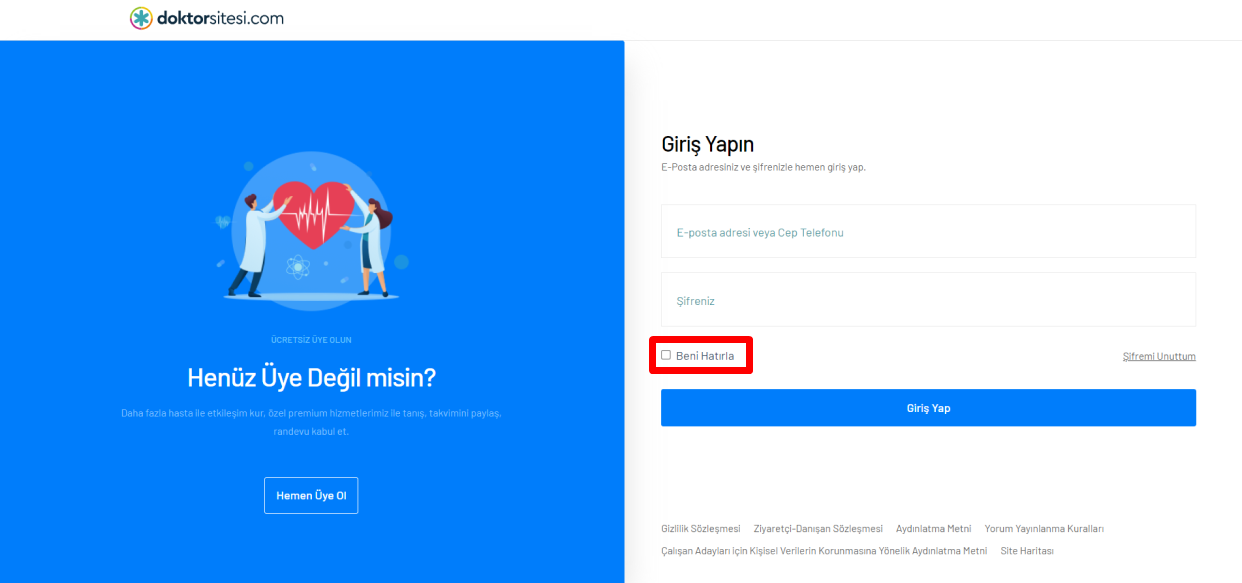 doktorsitesi.com
ÜCRETSİZ ÜYE OLUN
Henüz Üye Değil misin?
Daha fazla hasta ile etkileşim kur, özel premium hizmetlerimiz ile tanış, takvimini paylaş,
randevu kabul et.
Hemen Üye Ol
Giriş Yapın
E-Posta adresiniz ve şifrenizle hemen giriş yap.
E-posta adresi veya Cep Telefonu
Şifreniz
Beni Hatırla
Şifremi Unuttum
Giriş Yap
Gizlilik Sözleşmesi Ziyaretçi-Danışan Sözleşmesi Aydınlatma Metni Yorum Yayınlanma Kuralları
Çalışan Adayları için Kişisel Verilerin Korunmasına Yönelik Aydınlatma Metni Site Haritası